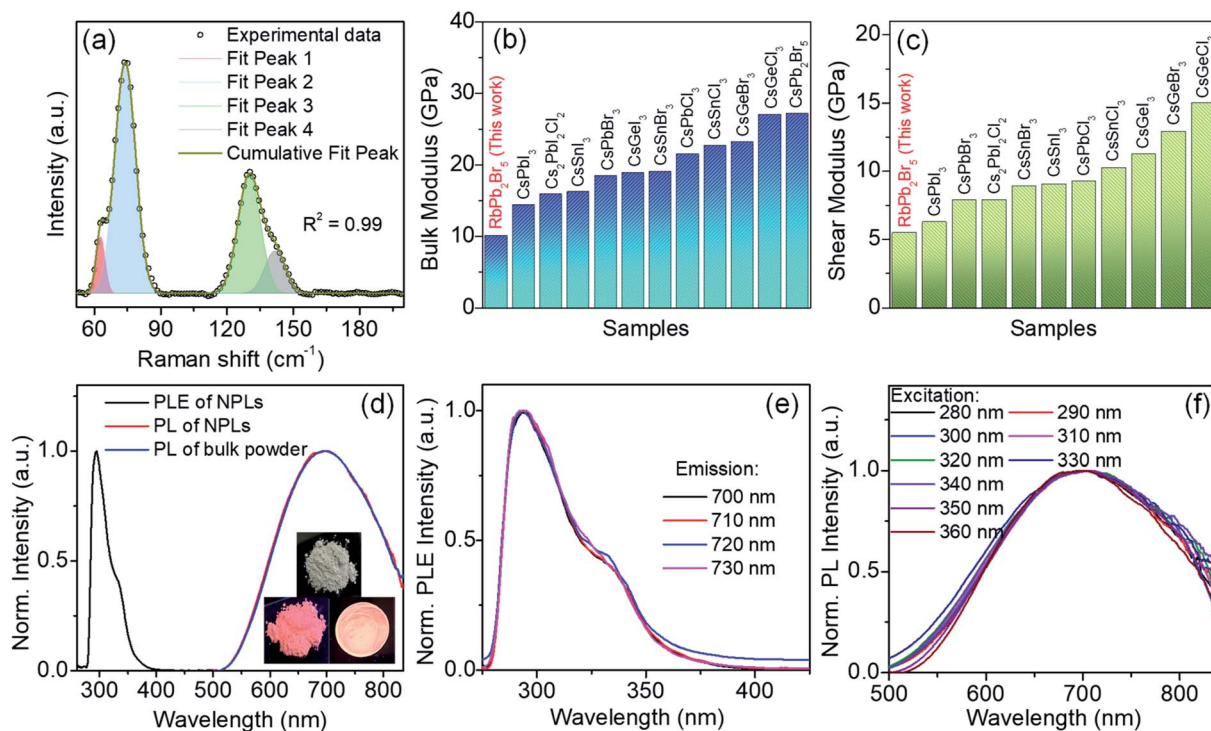 (a)
Experimental data
Fit Peak 1
Fit Peak 2
Fit Peak 3
Fit Peak 4
Cumulative Fit Peak
R² = 0.99
Intensity (a.u.)
60 90 120 150 180
Raman shift (cm⁻¹)
(b)
Bulk Modulus (GPa)
40
30
20
10
0
RbPb₂Br₅ (This work)
CsPbI₃
Cs₂PbI₂Cl₂
CsSnI₃
CsPbBr₃
CsGeI₃
CsSnBr₃
CsPbCl₃
CsSnCl₃
CsGeBr₃
CsGeCl₃
CsPb₂Br₅
Samples
(c)
Shear Modulus (GPa)
20
15
10
5
0
RbPb₂Br₅ (This work)
CsPbI₃
CsPbBr₃
Cs₂PbI₂Cl₂
CsSnBr₃
CsSnI₃
CsPbCl₃
CsSnCl₃
CsGeI₃
CsGeBr₃
CsGeCl₃
Samples
(d)
PLE of NPLs
PL of NPLs
PL of bulk powder
Norm. Intensity (a.u.)
1.0
0.5
0.0
300 400 500 600 700 800
Wavelength (nm)
(e)
Norm. PLE Intensity (a.u.)
1.0
0.5
0.0
Emission:
700 nm
710 nm
720 nm
730 nm
300 350 400
Wavelength (nm)
(f)
Excitation:
280 nm 290 nm
300 nm 310 nm
320 nm 330 nm
340 nm
350 nm
360 nm
Norm. PL Intensity (a.u.)
1.0
0.5
0.0
500 600 700 800
Wavelength (nm)